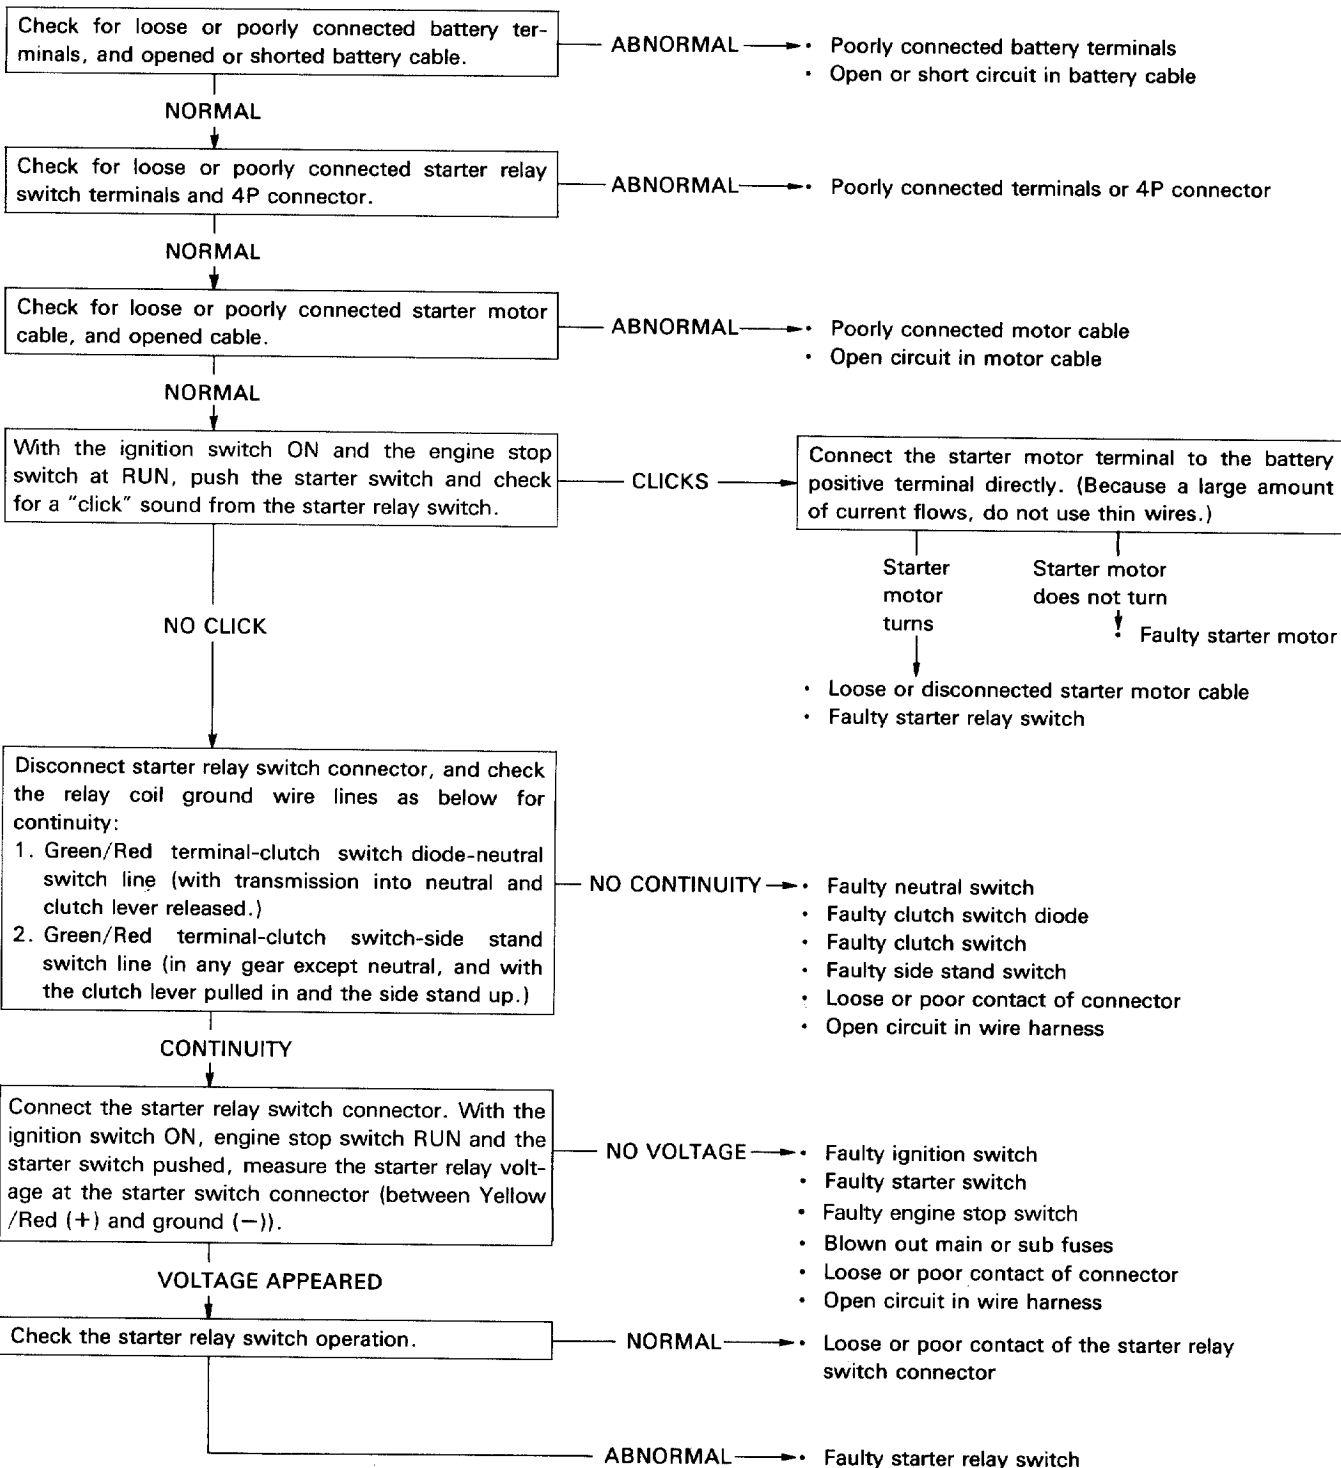 Check for loose or poorly connected battery ter-
minals, and opened or shorted battery cable.
ABNORMAL
• Poorly connected battery terminals
• Open or short circuit in battery cable
NORMAL
Check for loose or poorly connected starter relay
switch terminals and 4P connector.
ABNORMAL
• Poorly connected terminals or 4P connector
NORMAL
Check for loose or poorly connected starter motor
cable, and opened cable.
ABNORMAL
• Poorly connected motor cable
• Open circuit in motor cable
NORMAL
With the ignition switch ON and the engine stop
switch at RUN, push the starter switch and check
for a "click" sound from the starter relay switch.
CLICKS
Connect the starter motor terminal to the battery
positive terminal directly. (Because a large amount
of current flows, do not use thin wires.)
Starter
motor
turns
Starter motor
does not turn
• Faulty starter motor
• Loose or disconnected starter motor cable
• Faulty starter relay switch
NO CLICK
Disconnect starter relay switch connector, and check
the relay coil ground wire lines as below for
continuity:
1. Green/Red terminal-clutch switch diode-neutral
switch line (with transmission into neutral and
clutch lever released.)
2. Green/Red terminal-clutch switch-side stand
switch line (in any gear except neutral, and with
the clutch lever pulled in and the side stand up.)
NO CONTINUITY
• Faulty neutral switch
• Faulty clutch switch diode
• Faulty clutch switch
• Faulty side stand switch
• Loose or poor contact of connector
• Open circuit in wire harness
CONTINUITY
Connect the starter relay switch connector. With the
ignition switch ON, engine stop switch RUN and the
starter switch pushed, measure the starter relay volt-
age at the starter switch connector (between Yellow
/Red (+) and ground (−)).
NO VOLTAGE
• Faulty ignition switch
• Faulty starter switch
• Faulty engine stop switch
• Blown out main or sub fuses
• Loose or poor contact of connector
• Open circuit in wire harness
VOLTAGE APPEARED
Check the starter relay switch operation.
NORMAL
• Loose or poor contact of the starter relay
switch connector
ABNORMAL
• Faulty starter relay switch